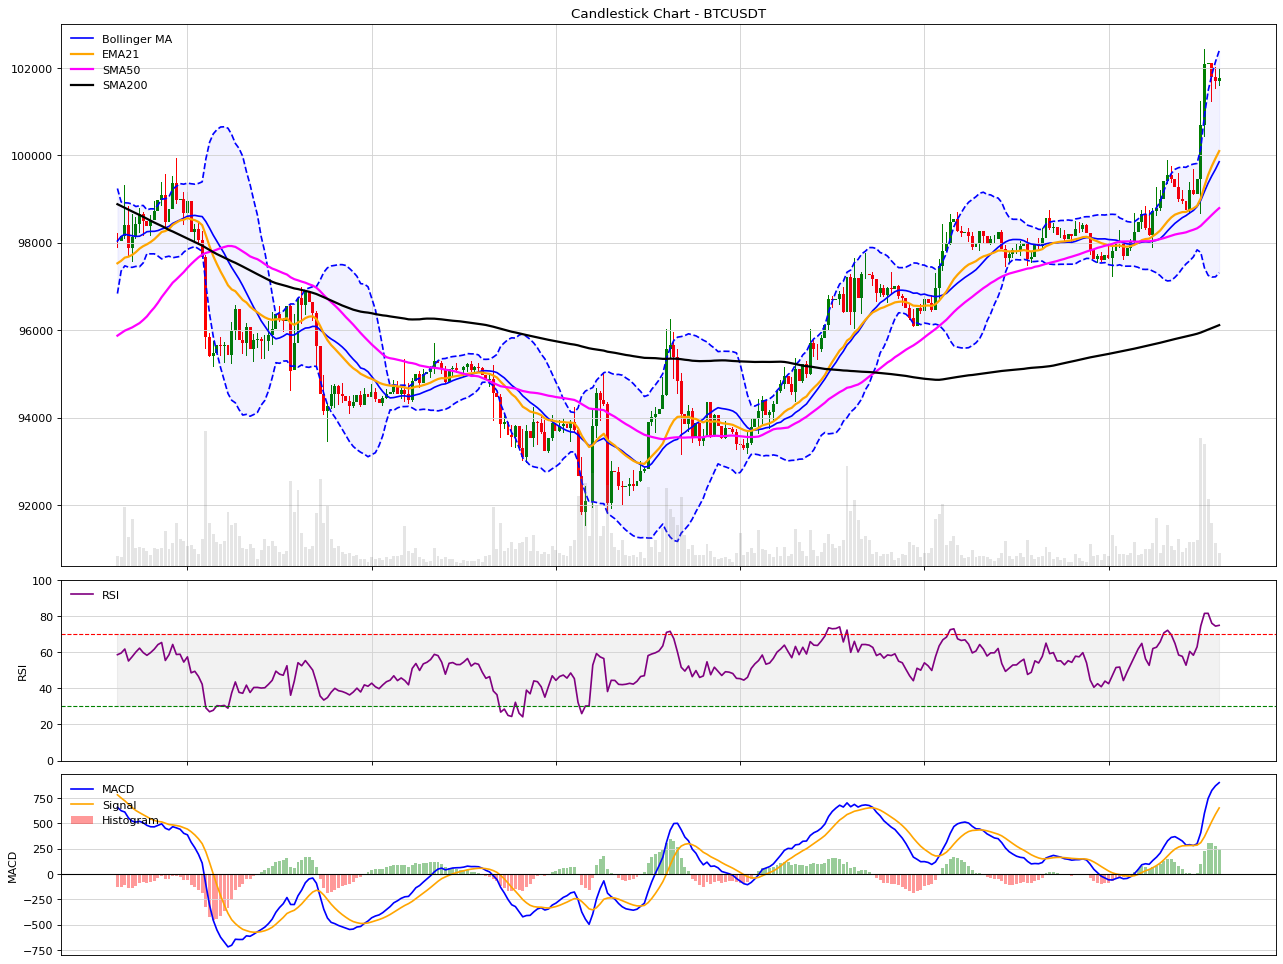 Candlestick Chart - BTCUSDT
Bollinger MA
EMA21
SMA50
SMA200
102000
100000
98000
96000
94000
92000
100
80
60
40
20
0
RSI
RSI
750
500
250
0
−250
−500
−750
MACD
MACD
Signal
Histogram